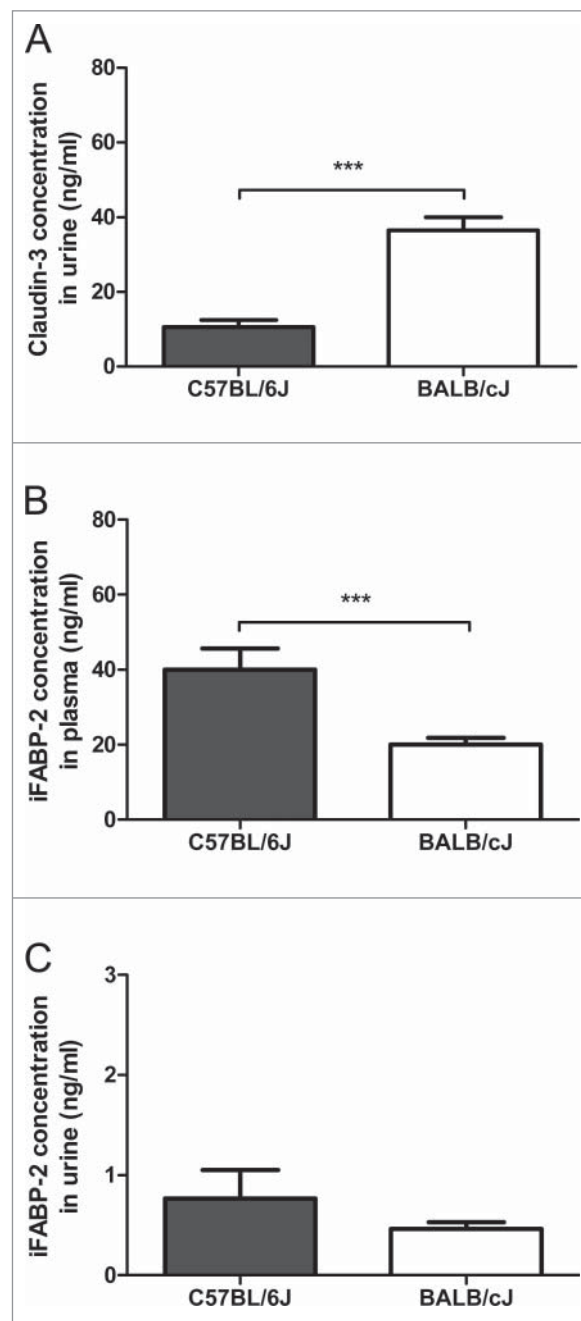 A
Claudin-3 concentration
in urine (ng/ml)
80
60
40
20
0
***
C57BL/6J
BALB/cJ
B
iFABP-2 concentration
in plasma (ng/ml)
80
60
40
20
0
***
C57BL/6J
BALB/cJ
C
iFABP-2 concentration
in urine (ng/ml)
3
2
1
0
C57BL/6J
BALB/cJ